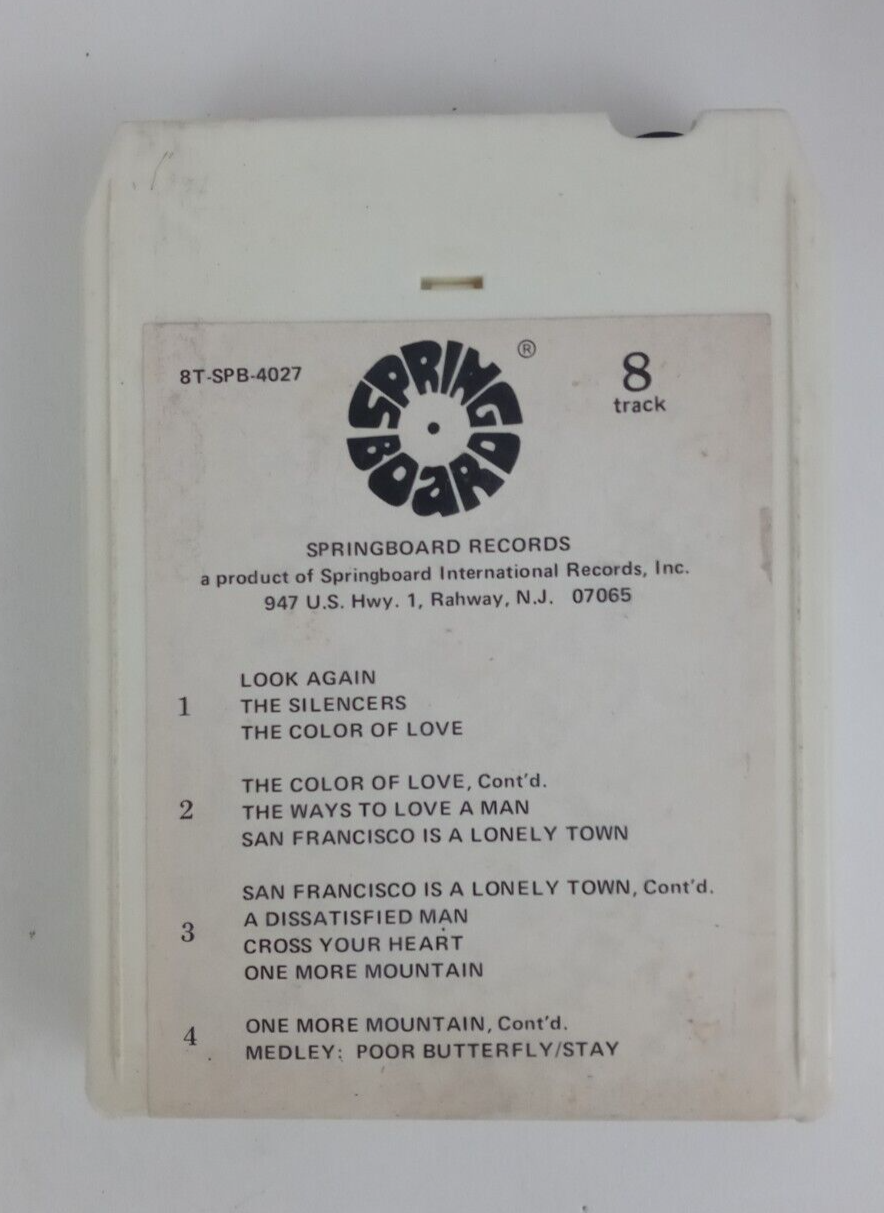 8T-SPB-4027
SPRINGBOARD
®
8
track
SPRINGBOARD RECORDS
a product of Springboard International Records, Inc.
947 U.S. Hwy. 1, Rahway, N.J. 07065
1
LOOK AGAIN
THE SILENCERS
THE COLOR OF LOVE
2
THE COLOR OF LOVE, Cont'd.
THE WAYS TO LOVE A MAN
SAN FRANCISCO IS A LONELY TOWN
3
SAN FRANCISCO IS A LONELY TOWN, Cont'd.
A DISSATISFIED MAN
CROSS YOUR HEART
ONE MORE MOUNTAIN
4
ONE MORE MOUNTAIN, Cont'd.
MEDLEY: POOR BUTTERFLY/STAY